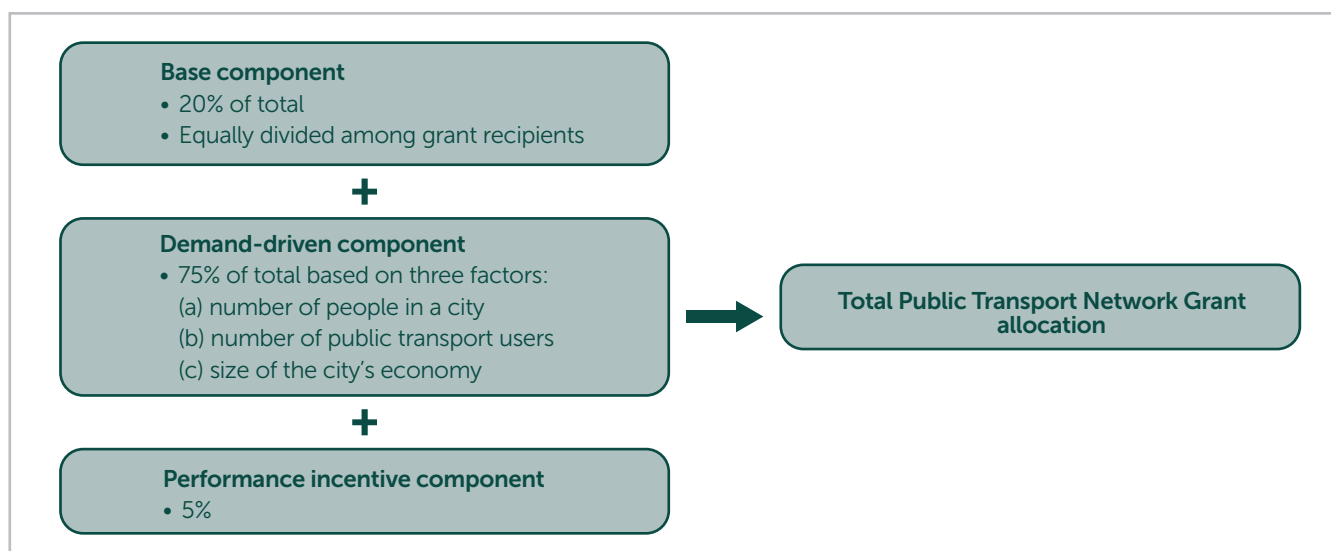 Base component
• 20% of total
• Equally divided among grant recipients
+
Demand-driven component
• 75% of total based on three factors:
(a) number of people in a city
(b) number of public transport users
(c) size of the city’s economy
+
Performance incentive component
• 5%
Total Public Transport Network Grant
allocation